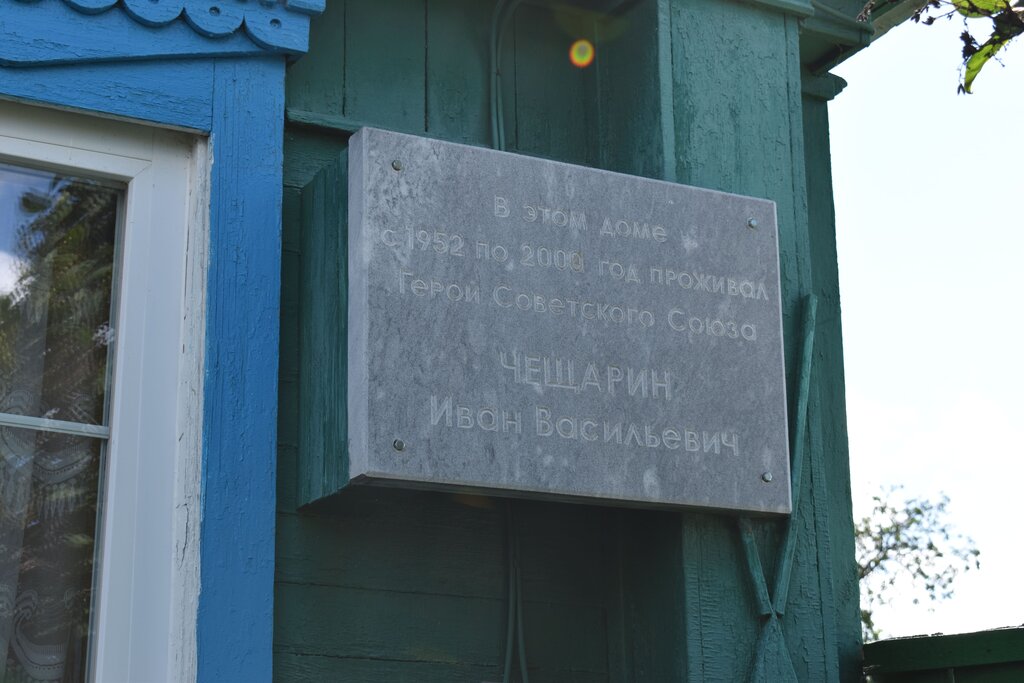 В этом доме
с 1952 по 2000 год проживал
Герой Советского Союза
ЧЕЩАРИН
Иван Васильевич